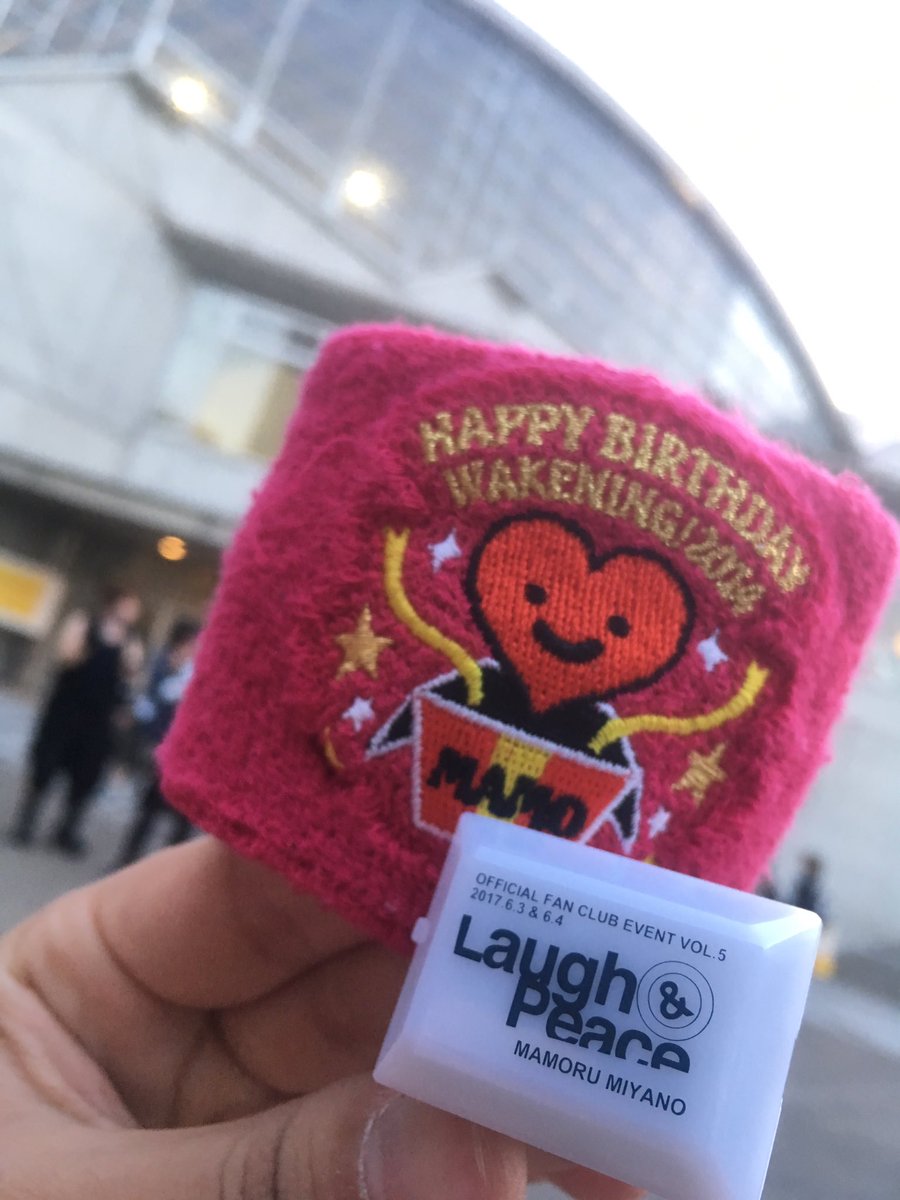 HAPPY BIRTHDAY
WAKENING!2014
MAMO
OFFICIAL FAN CLUB EVENT VOL.5
2017.6.3 & 6.4
Laugh &
Peace
MAMORU MIYANO